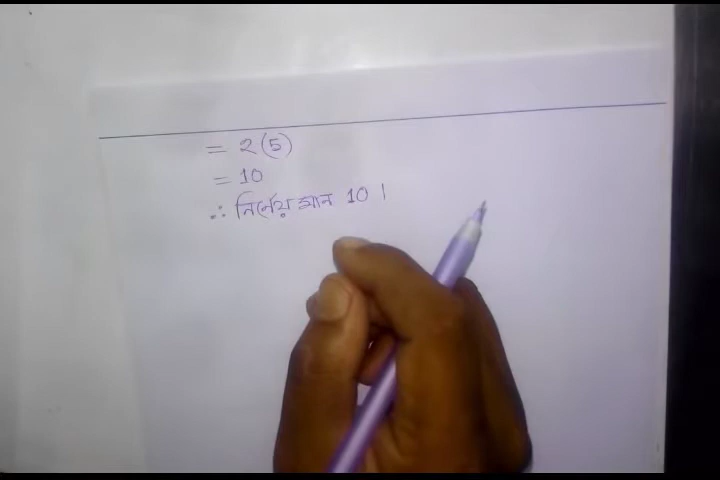 = 2(5)
= 10
∴ নির্ণেয় মান 10।